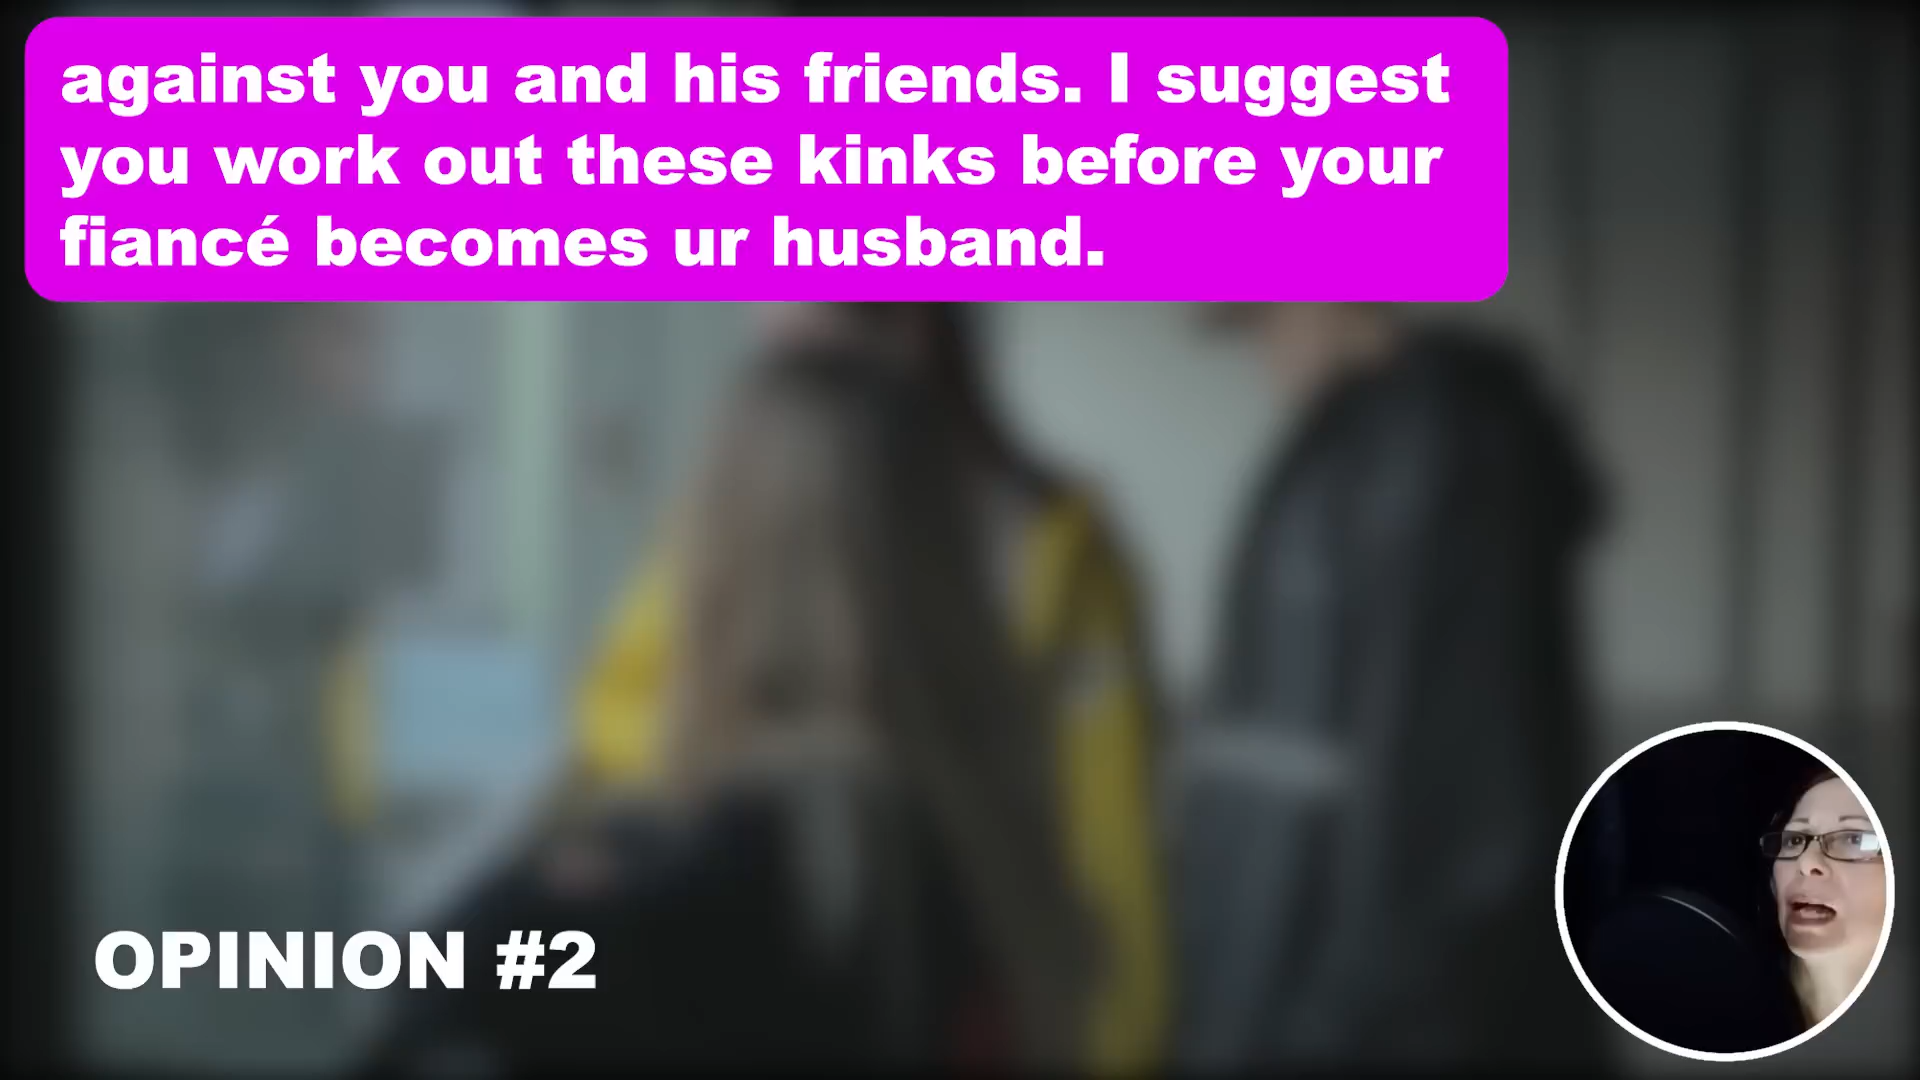 against you and his friends. I suggest
you work out these kinks before your
fiancé becomes ur husband.
OPINION #2